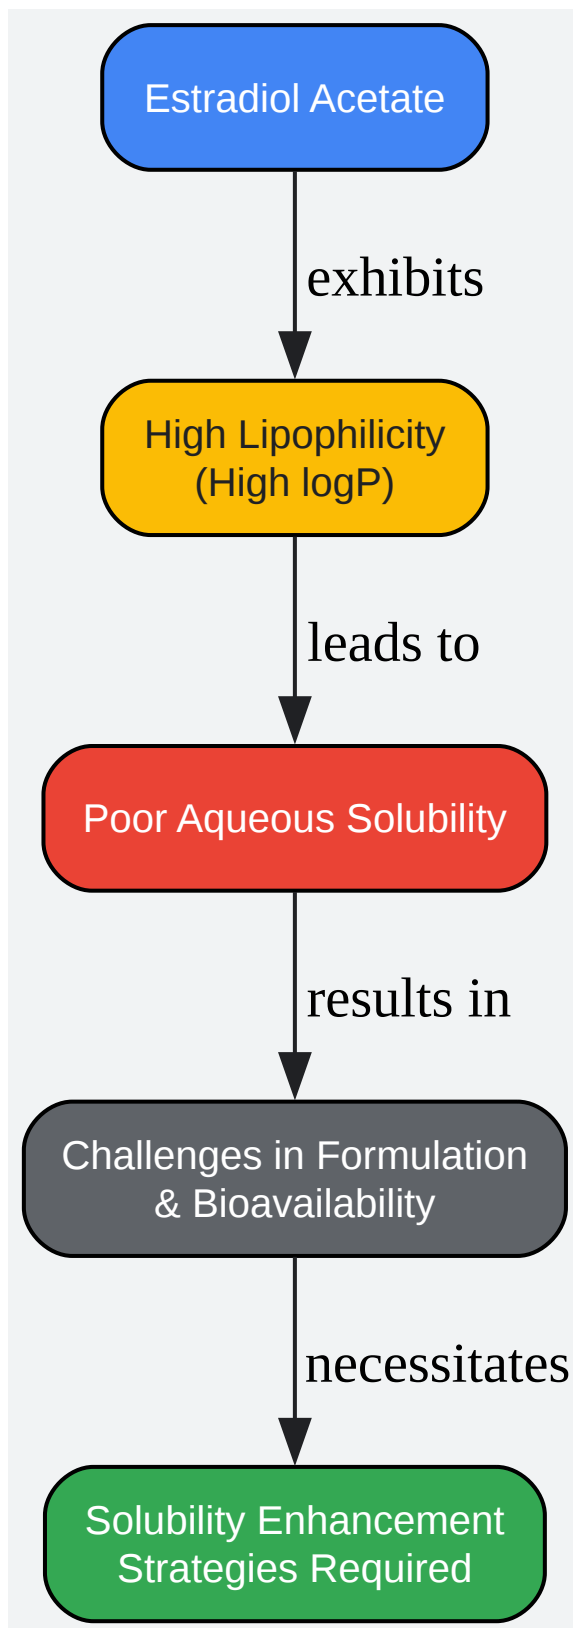 Estradiol Acetate
exhibits
High Lipophilicity
(High logP)
leads to
Poor Aqueous Solubility
results in
Challenges in Formulation
& Bioavailability
necessitates
Solubility Enhancement
Strategies Required